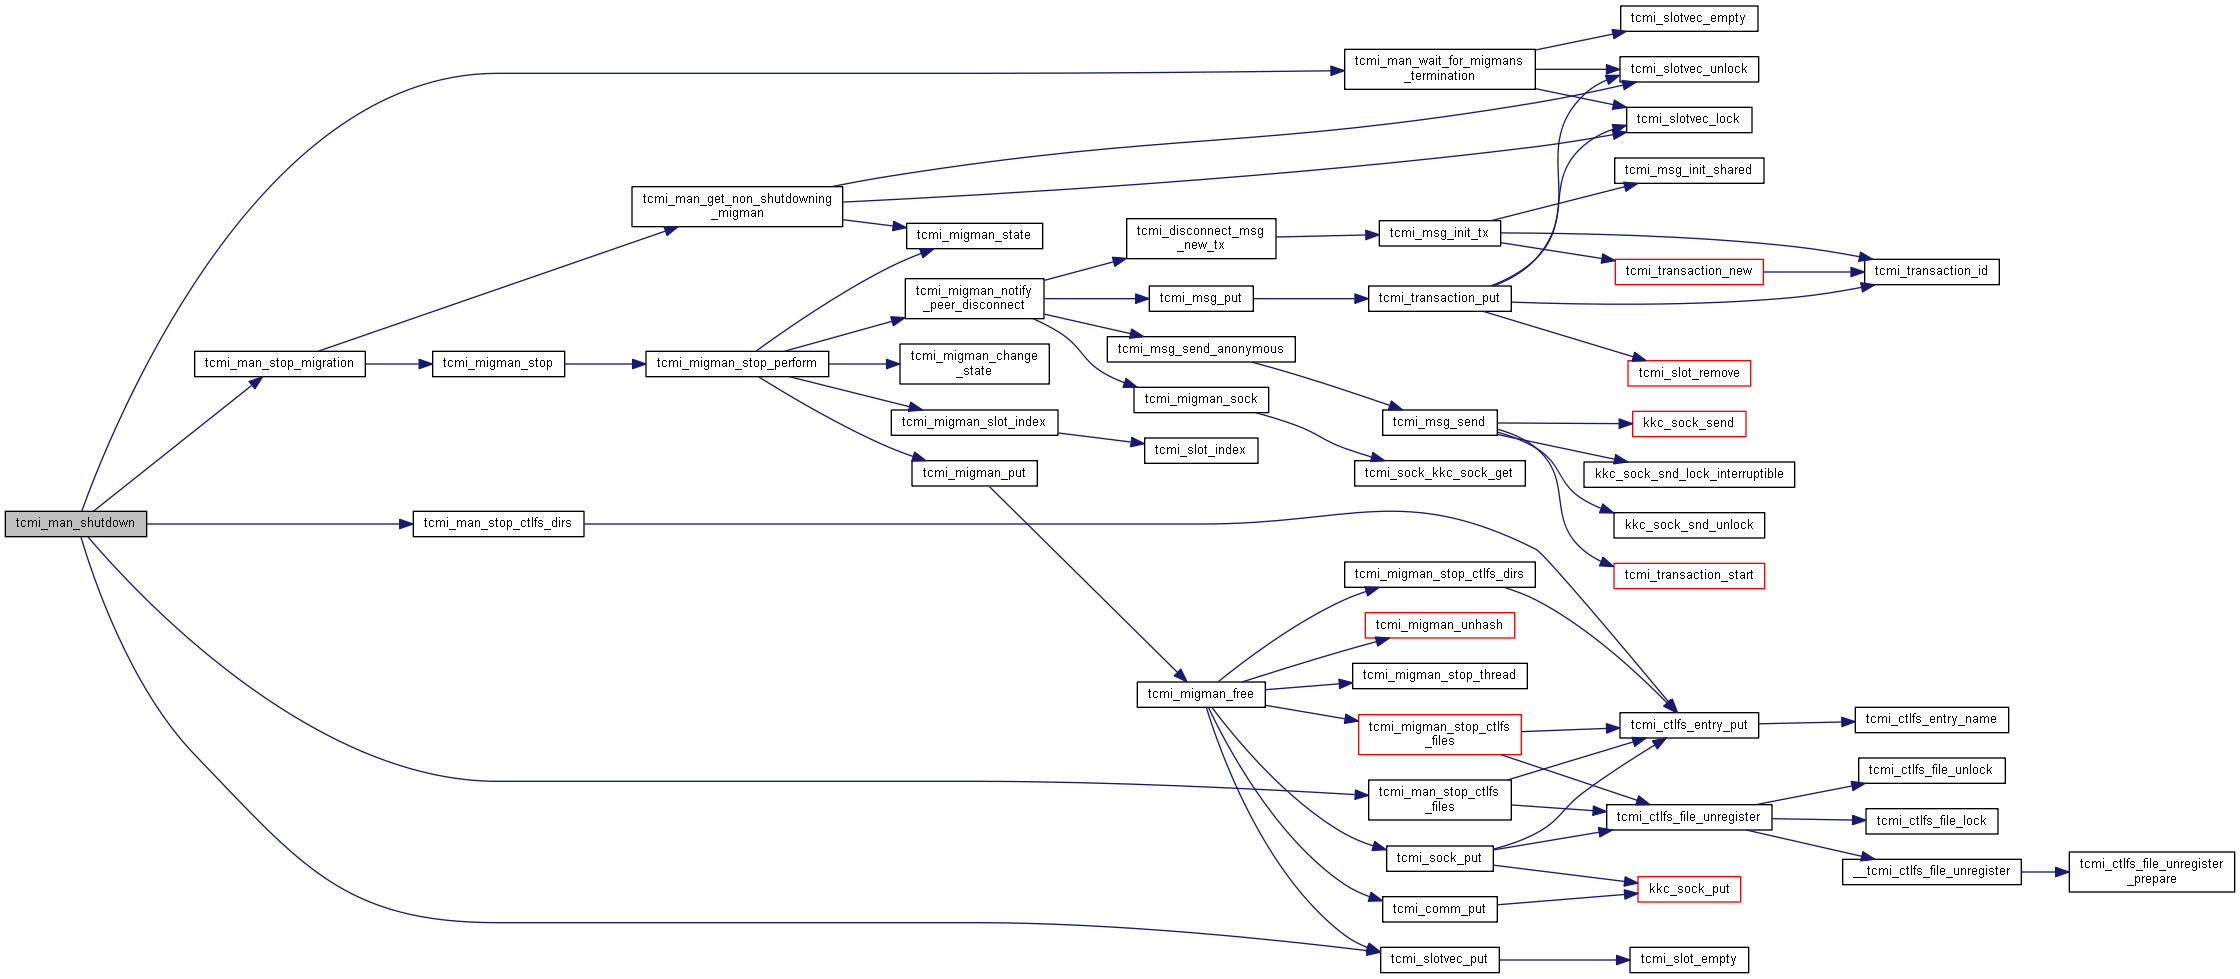 tcmi_slotvec_empty
tcmi_man_wait_for_migmans
_termination
tcmi_slotvec_unlock
tcmi_slotvec_lock
tcmi_msg_init_shared
tcmi_man_get_non_shutdowning
_migman
tcmi_migman_state
tcmi_disconnect_msg
_new_tx
tcmi_msg_init_tx
tcmi_transaction_new
tcmi_transaction_id
tcmi_migman_notify
_peer_disconnect
tcmi_msg_put
tcmi_transaction_put
tcmi_man_stop_migration
tcmi_migman_stop
tcmi_migman_stop_perform
tcmi_migman_change
_state
tcmi_msg_send_anonymous
tcmi_slot_remove
tcmi_migman_sock
tcmi_migman_slot_index
tcmi_msg_send
kkc_sock_send
tcmi_slot_index
tcmi_migman_put
tcmi_sock_kkc_sock_get
kkc_sock_snd_lock_interruptible
tcmi_man_shutdown
tcmi_man_stop_ctlfs_dirs
kkc_sock_snd_unlock
tcmi_migman_stop_ctlfs_dirs
tcmi_transaction_start
tcmi_migman_unhash
tcmi_migman_stop_thread
tcmi_migman_free
tcmi_migman_stop_ctlfs
_files
tcmi_ctlfs_entry_put
tcmi_ctlfs_entry_name
tcmi_man_stop_ctlfs
_files
tcmi_ctlfs_file_unlock
tcmi_ctlfs_file_unregister
tcmi_ctlfs_file_lock
tcmi_sock_put
__tcmi_ctlfs_file_unregister
tcmi_ctlfs_file_unregister
_prepare
kkc_sock_put
tcmi_comm_put
tcmi_slotvec_put
tcmi_slot_empty